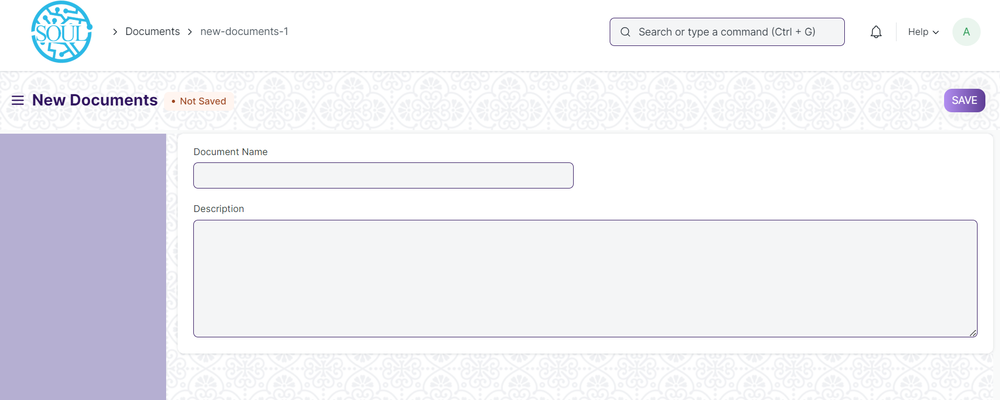 SOUL
Documents
new-documents-1
Search or type a command (Ctrl + G)
Help
A
New Documents
• Not Saved
SAVE
Document Name
Description